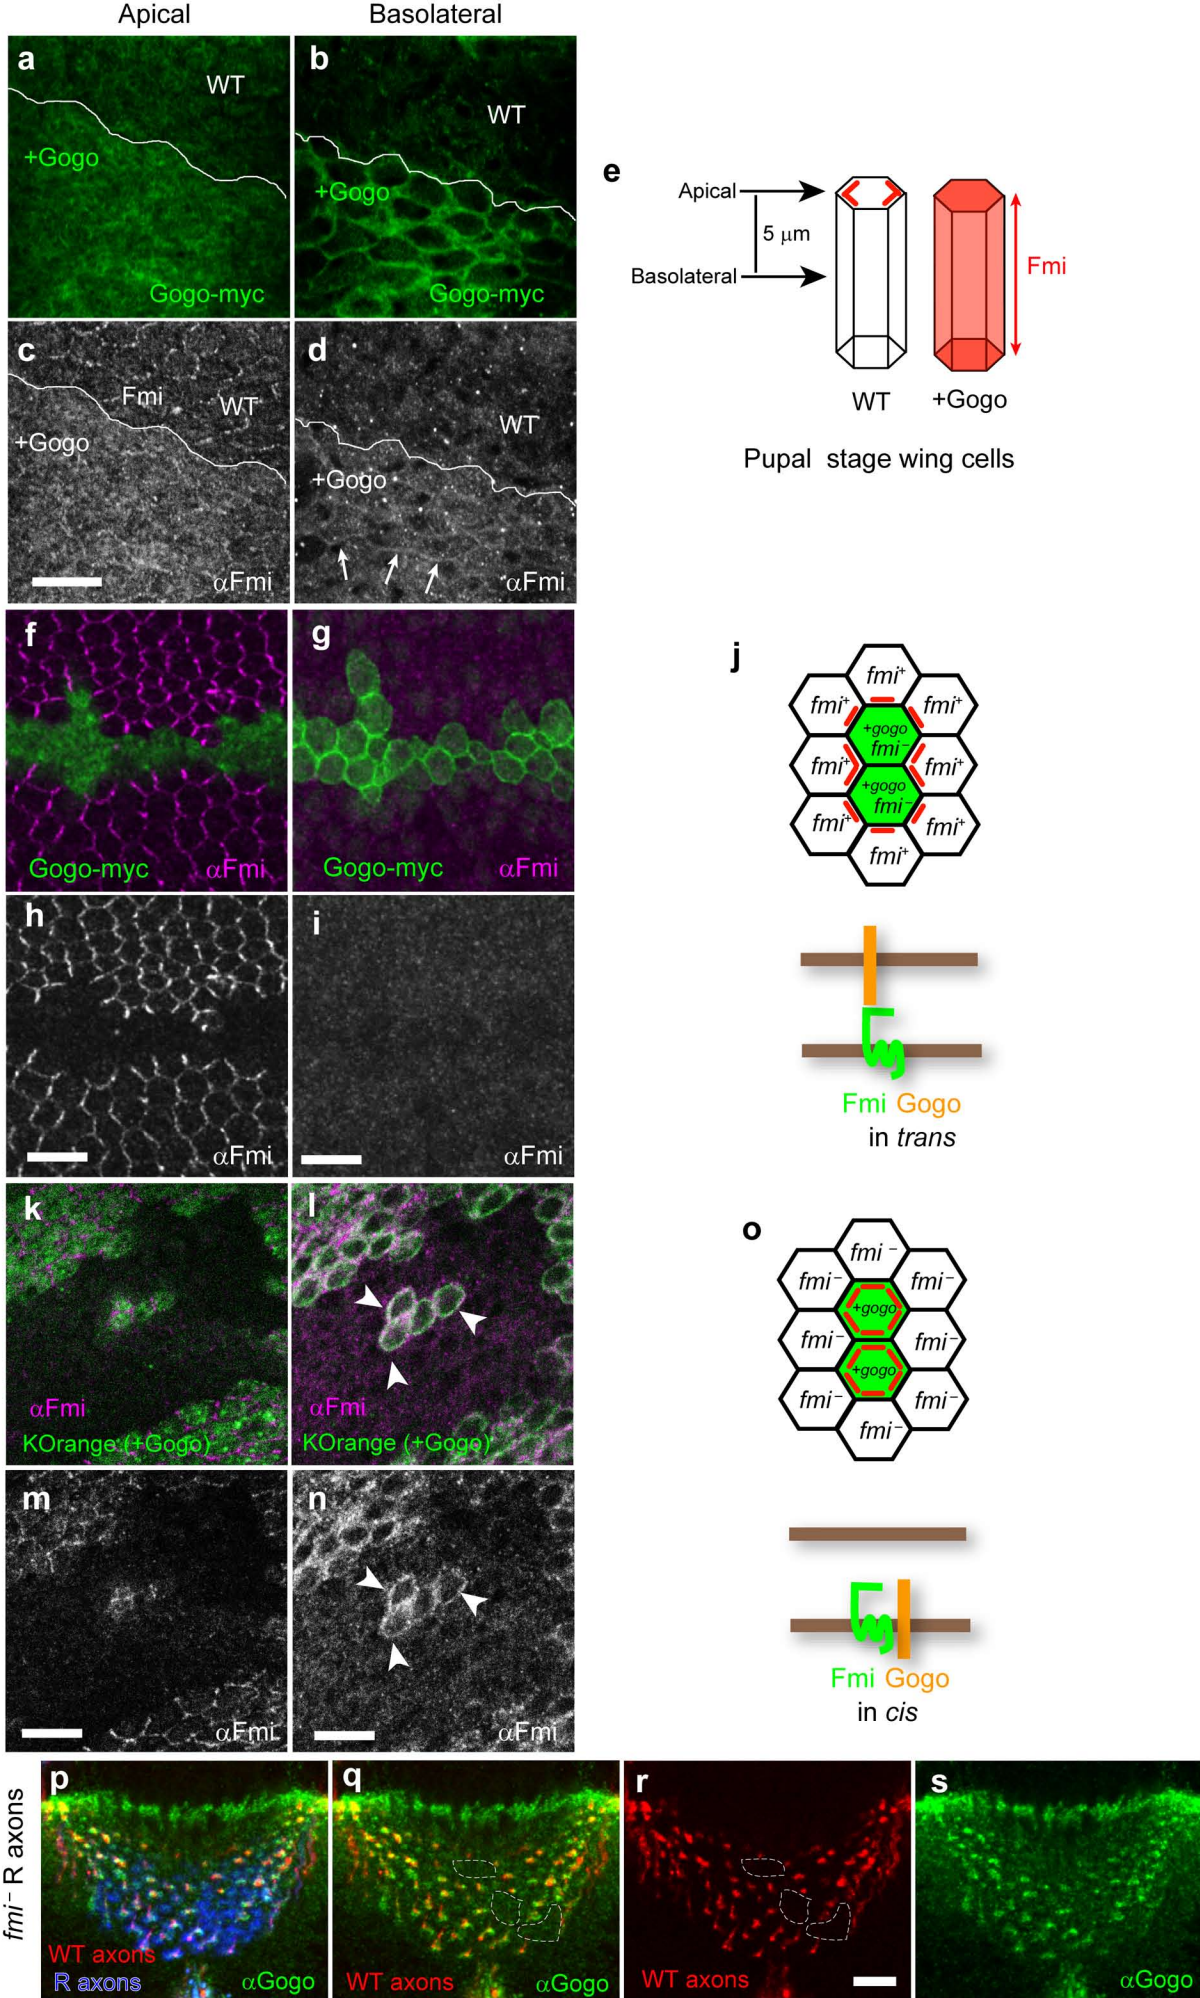 Apical
Basolateral
a
WT
+Gogo
Gogo-myc
b
WT
+Gogo
Gogo-myc
c
Fmi
WT
+Gogo
αFmi
d
WT
+Gogo
αFmi
e
Apical
5 μm
Basolateral
Fmi
WT
+Gogo
Pupal stage wing cells
f
Gogo-myc
αFmi
g
Gogo-myc
αFmi
h
αFmi
i
αFmi
j
fmi+
fmi+
fmi+
+gogo
fmi−
fmi+
fmi+
+gogo
fmi−
fmi+
fmi+
fmi+
Fmi Gogo
in trans
k
αFmi
KOrange (+Gogo)
l
αFmi
KOrange (+Gogo)
m
αFmi
n
αFmi
o
fmi−
fmi−
fmi−
+gogo
fmi−
fmi−
+gogo
fmi−
fmi−
fmi−
Fmi Gogo
in cis
fmi− R axons
p
WT axons
R axons
αGogo
q
WT axons
αGogo
r
WT axons
s
αGogo